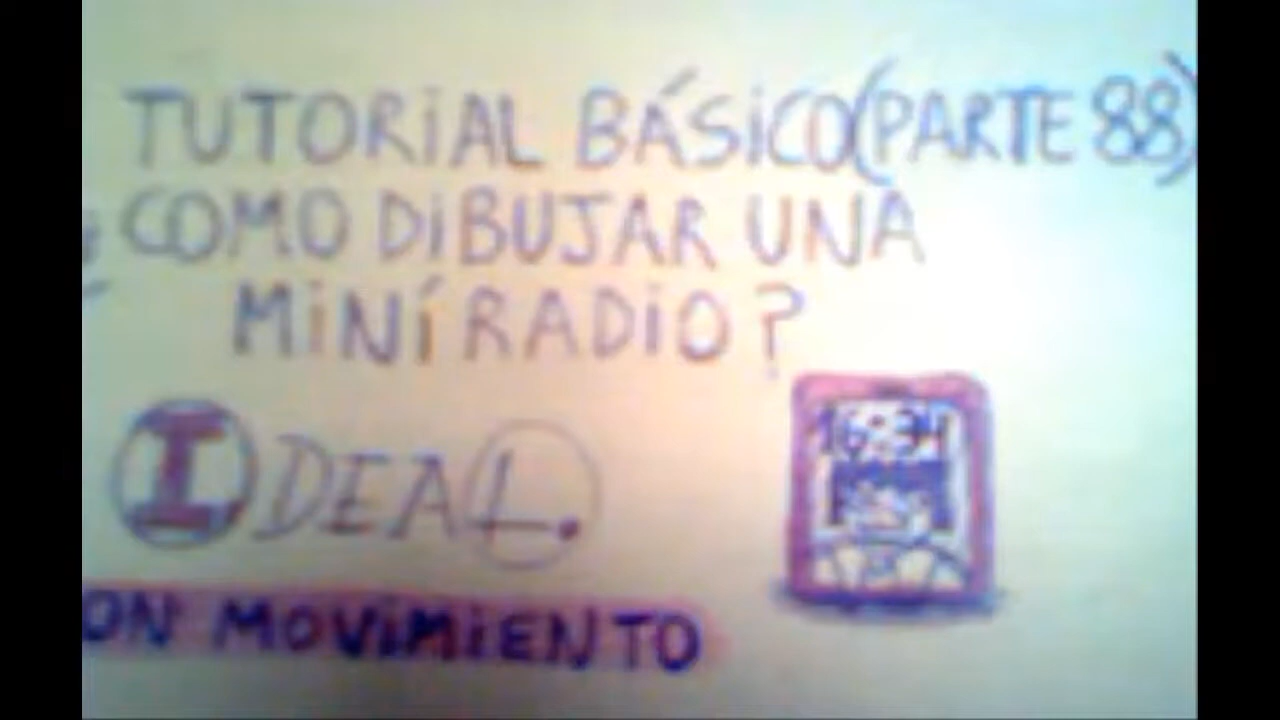 TUTORIAL BÁSICO(PARTE 88)
¿COMO DIBUJAR UNA
MINÍ RADIO?
IDEAL.
ON MOVIMIENTO